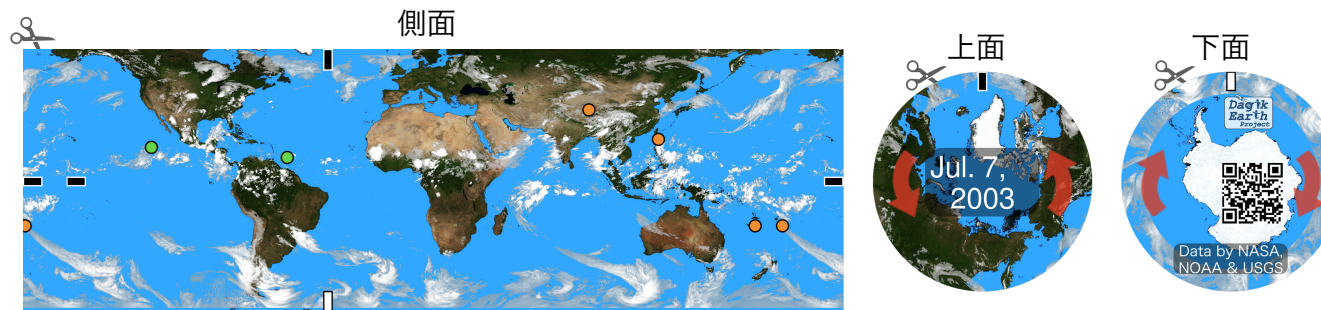 側面
上面
下面
Jul. 7,
2003
Dagik
Earth
Project
Data by NASA,
NOAA & USGS